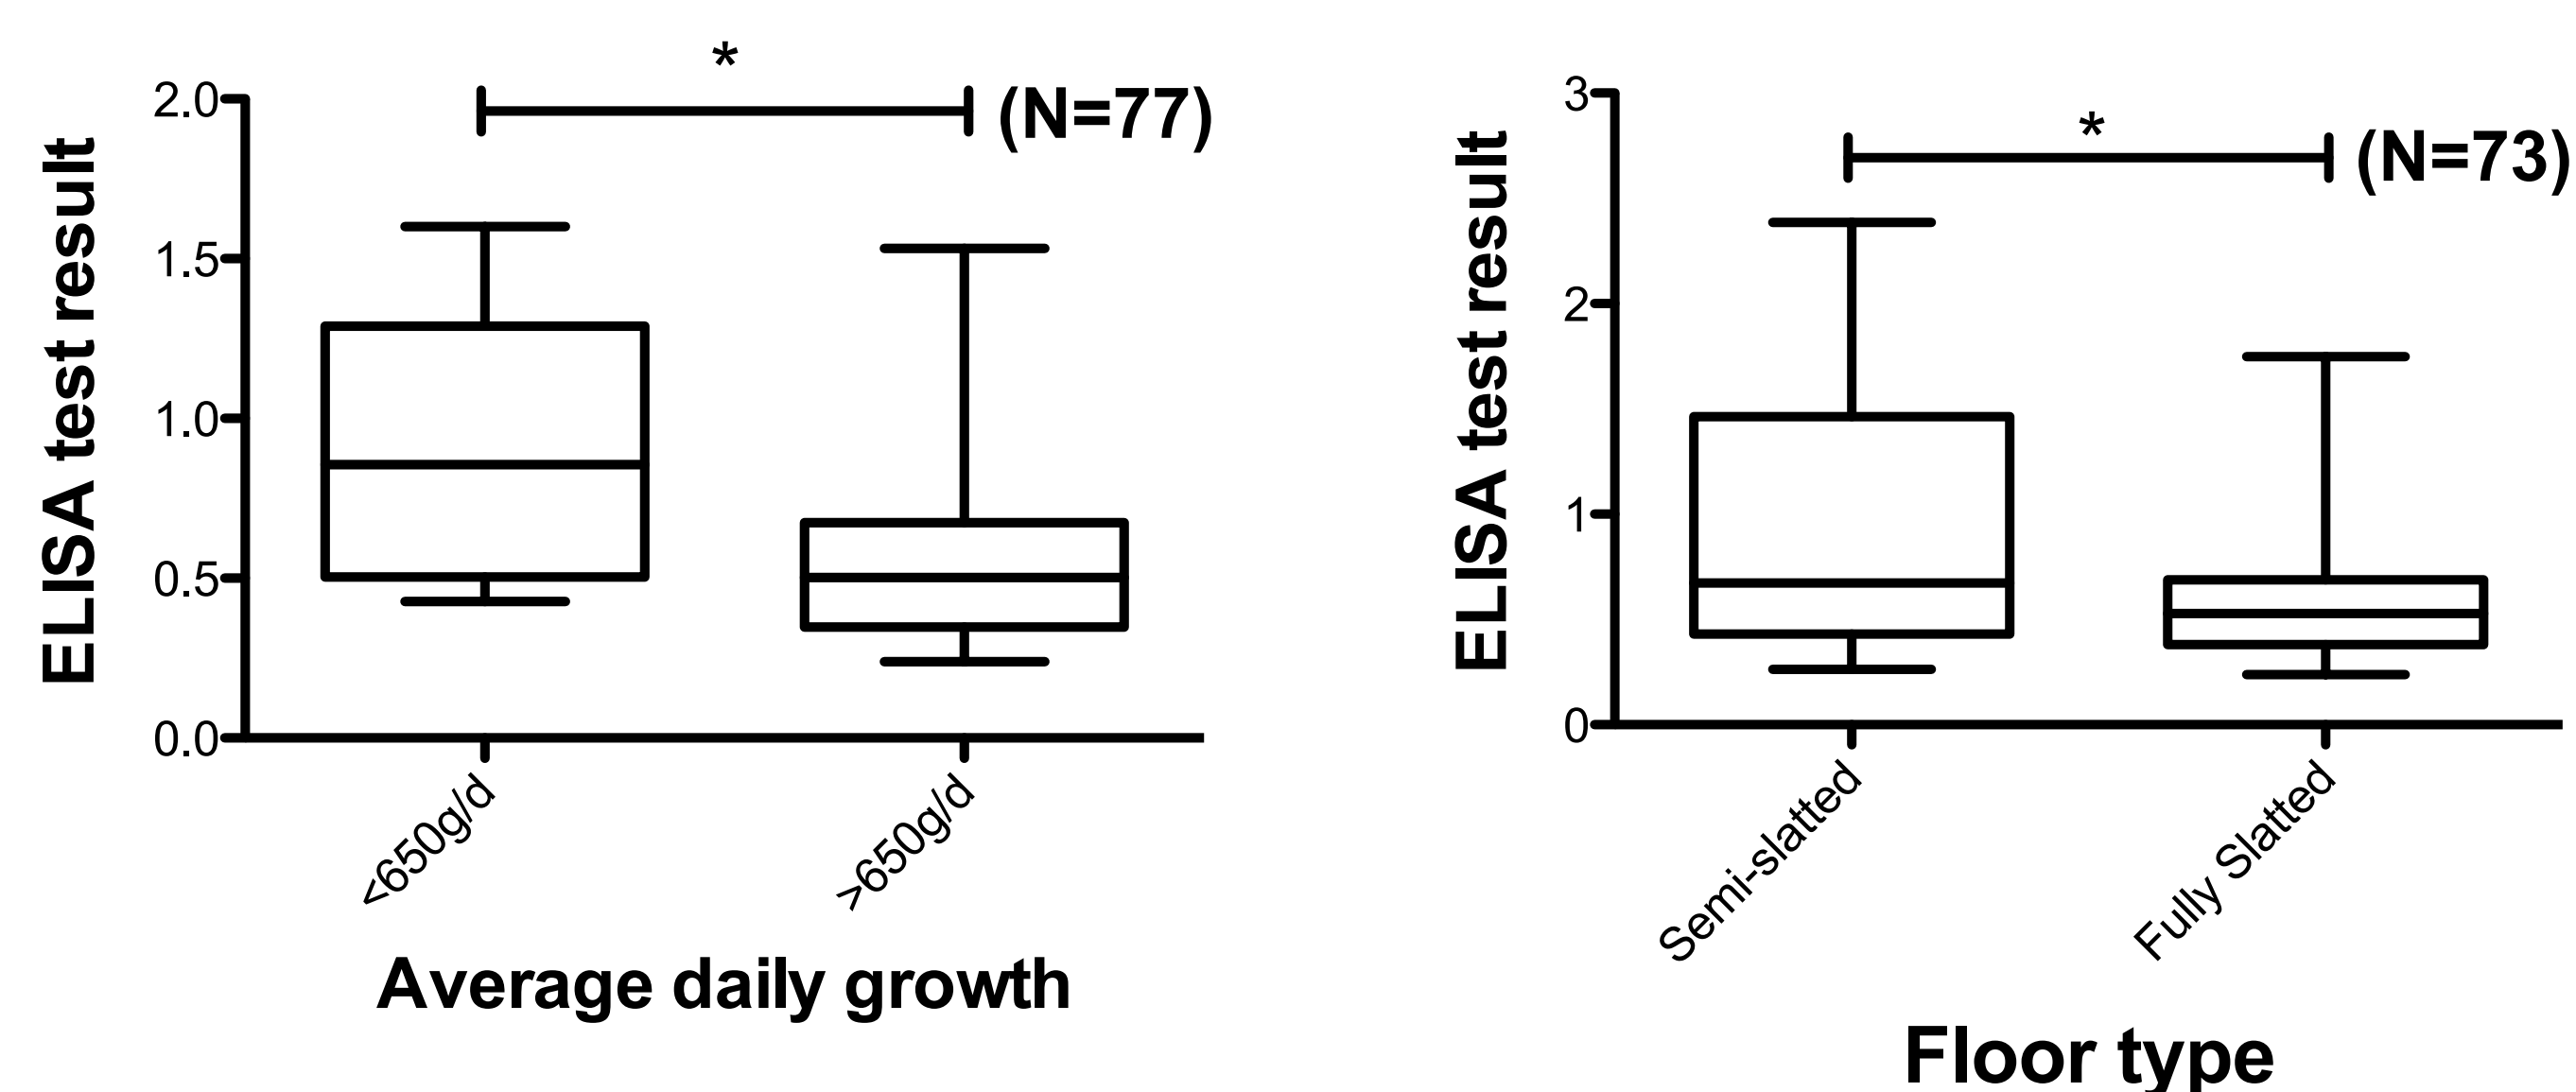 *
(N=77)
ELISA test result
2.0
1.5
1.0
0.5
0.0
<650g/d
>650g/d
Average daily growth
*
(N=73)
ELISA test result
3
2
1
0
Semi-slatted
Fully Slatted
Floor type